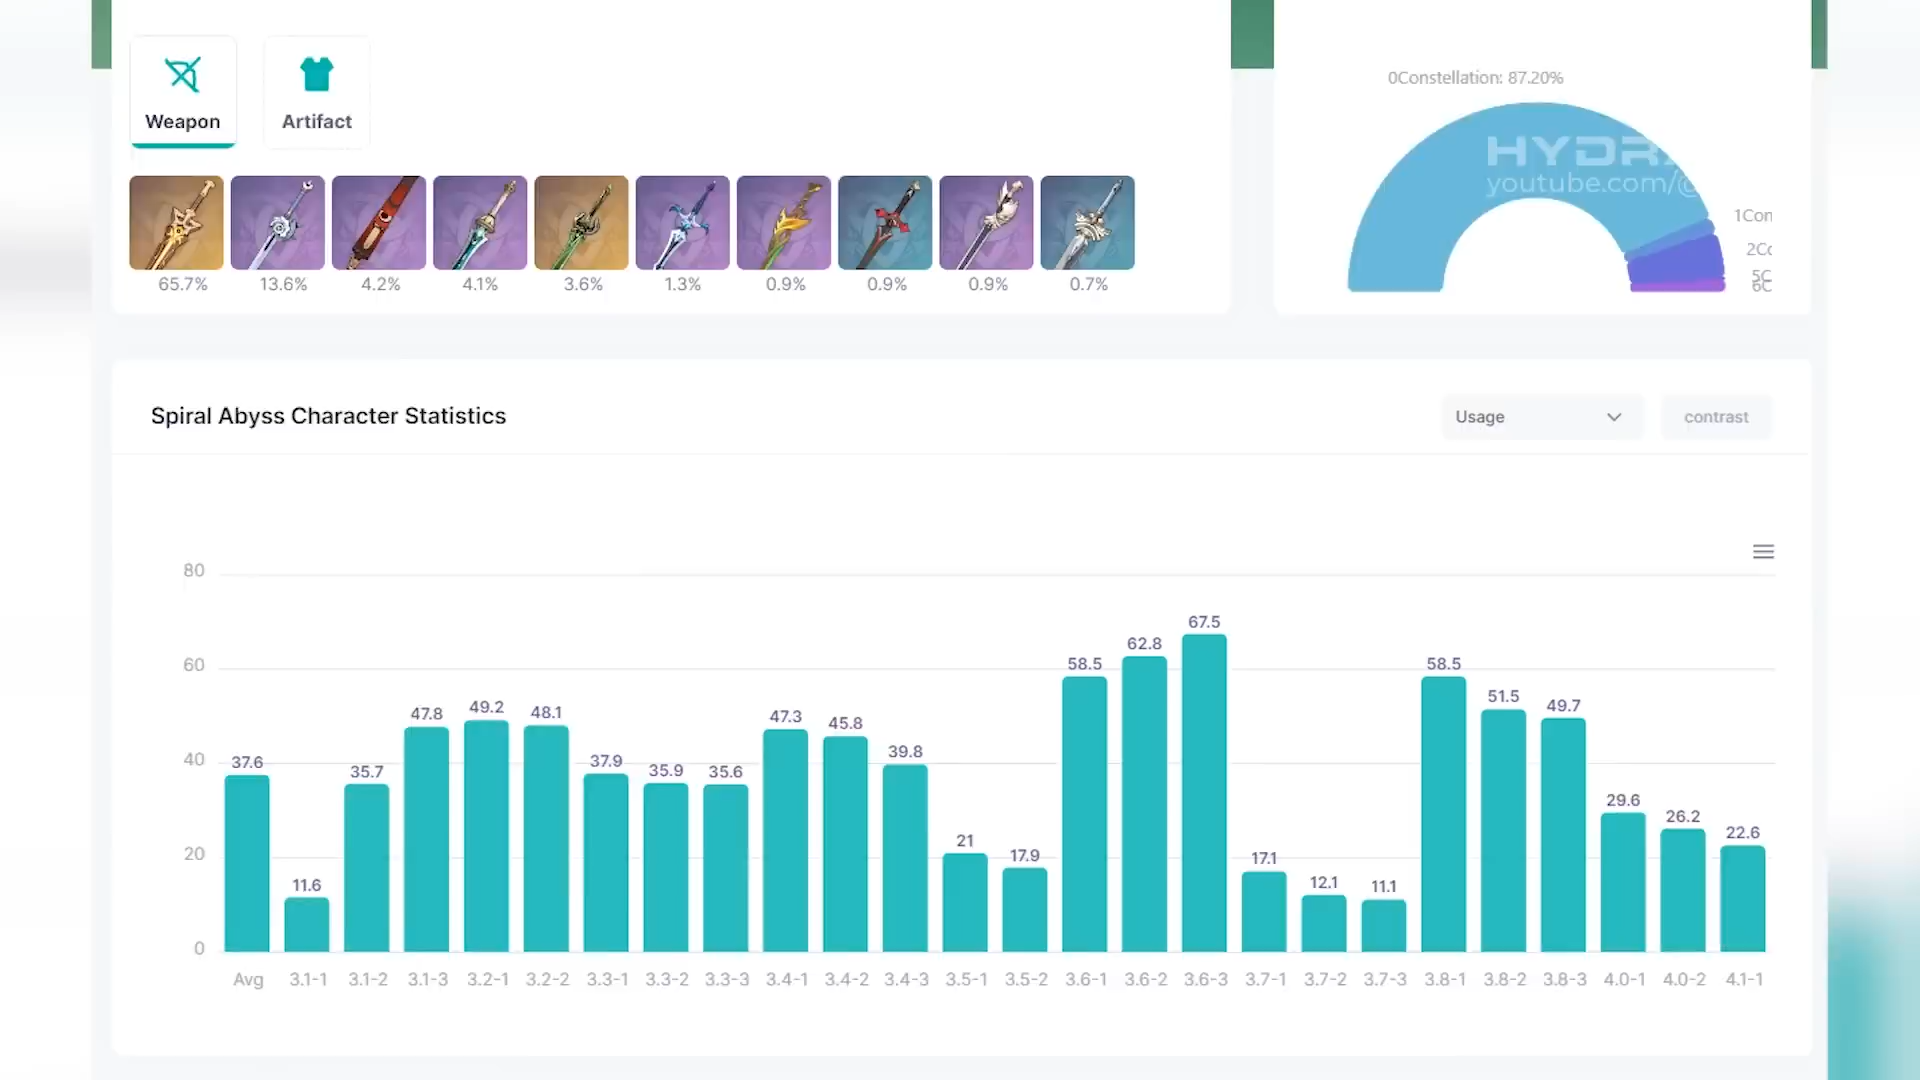 Weapon
Artifact
65.7% 13.6% 4.2% 4.1% 3.6% 1.3% 0.9% 0.9% 0.9% 0.7%
0Constellation: 87.20%
HYDR
youtube.com/@
1Con
2Co
5C
6C
Spiral Abyss Character Statistics
Usage
contrast
80
60
40
20
0
37.6 11.6 35.7 47.8 49.2 48.1 37.9 35.9 35.6 47.3 45.8 39.8 21 17.9 58.5 62.8 67.5 17.1 12.1 11.1 58.5 51.5 49.7 29.6 26.2 22.6
Avg 3.1-1 3.1-2 3.1-3 3.2-1 3.2-2 3.3-1 3.3-2 3.3-3 3.4-1 3.4-2 3.4-3 3.5-1 3.5-2 3.6-1 3.6-2 3.6-3 3.7-1 3.7-2 3.7-3 3.8-1 3.8-2 3.8-3 4.0-1 4.0-2 4.1-1